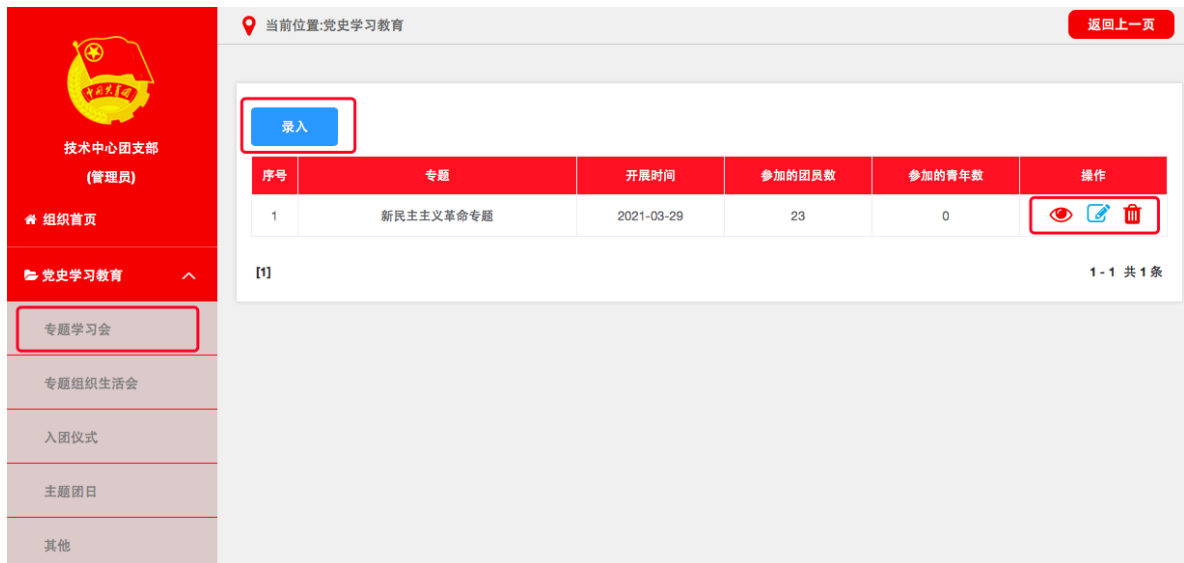 当前位置:党史学习教育
返回上一页
中国共青团
技术中心团支部
(管理员)
组织首页
党史学习教育
专题学习会
专题组织生活会
入团仪式
主题团日
其他
录入
序号 专题 开展时间 参加的团员数 参加的青年数 操作
1 新民主主义革命专题 2021-03-29 23 0
[1] 1 - 1 共 1 条